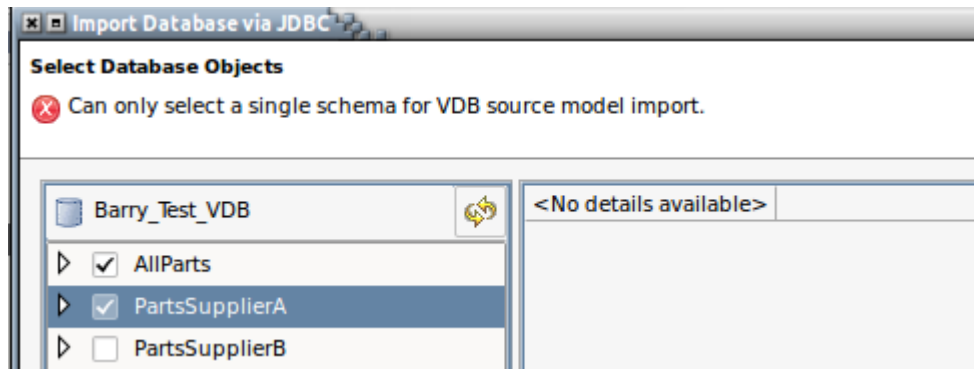 Import Database via JDBC
Select Database Objects
Can only select a single schema for VDB source model import.
Barry_Test_VDB
<No details available>
AllParts
PartsSupplierA
PartsSupplierB